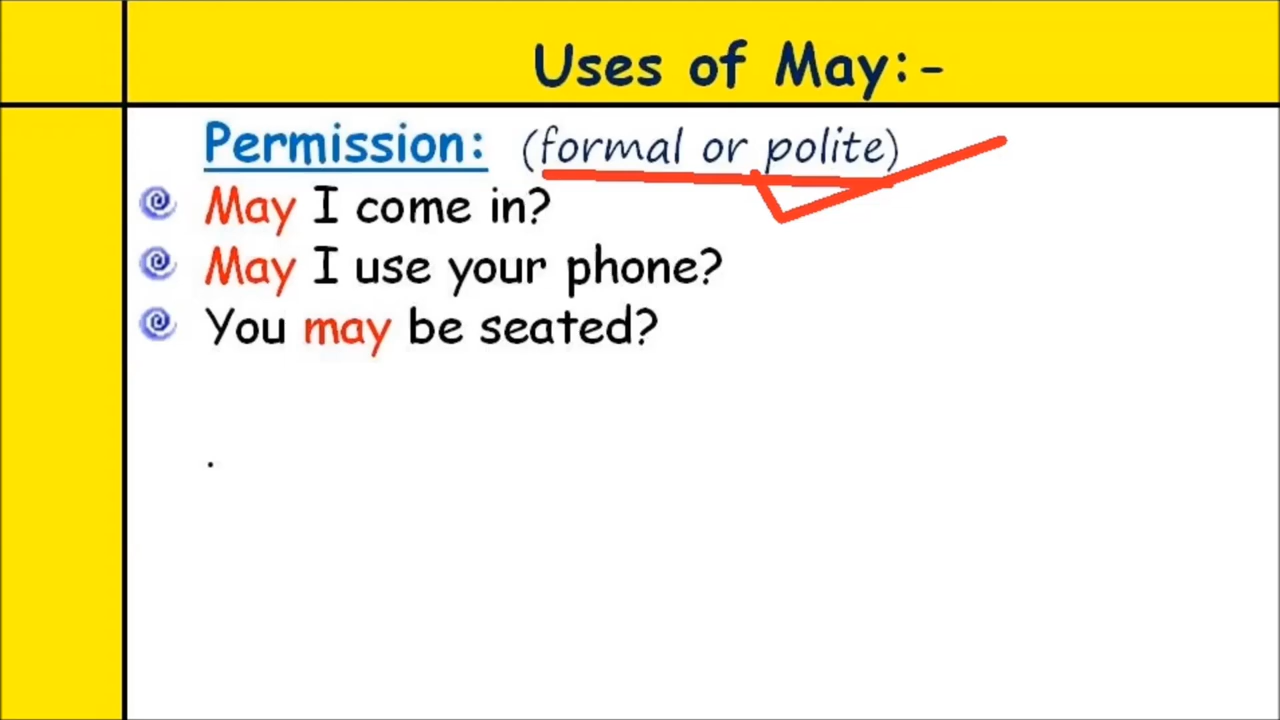 Uses of May:-
Permission: (formal or polite)
May I come in?
May I use your phone?
You may be seated?
.